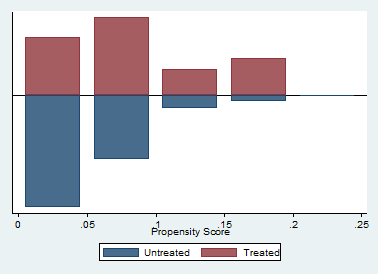 0 .05 .1 .15 .2 .25
Propensity Score
Untreated Treated